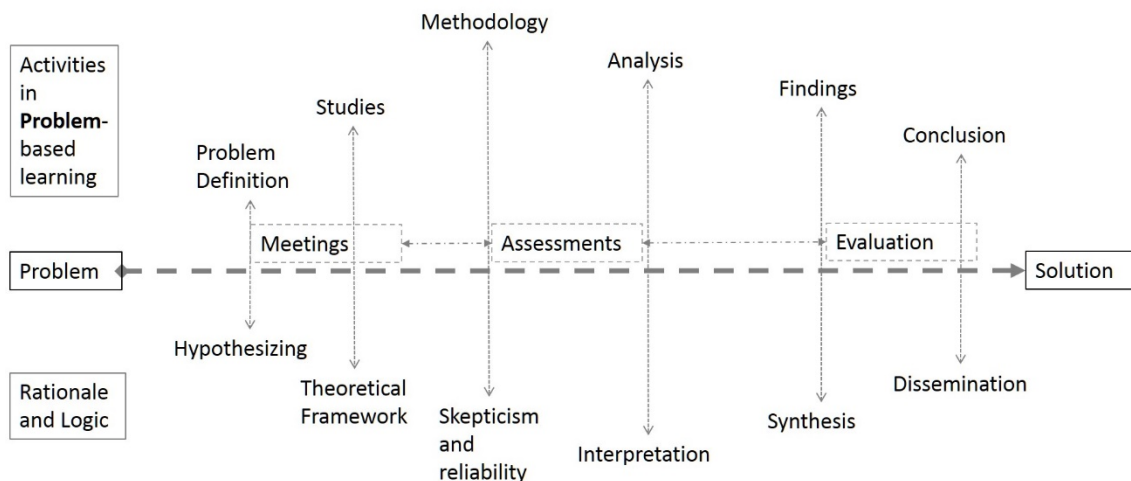 Methodology
Activities
in
Problem-
based
learning
Analysis
Findings
Studies
Conclusion
Problem
Definition
Meetings
Assessments
Evaluation
Problem
Solution
Hypothesizing
Rationale
and Logic
Theoretical
Framework
Skepticism
and
reliability
Interpretation
Synthesis
Dissemination